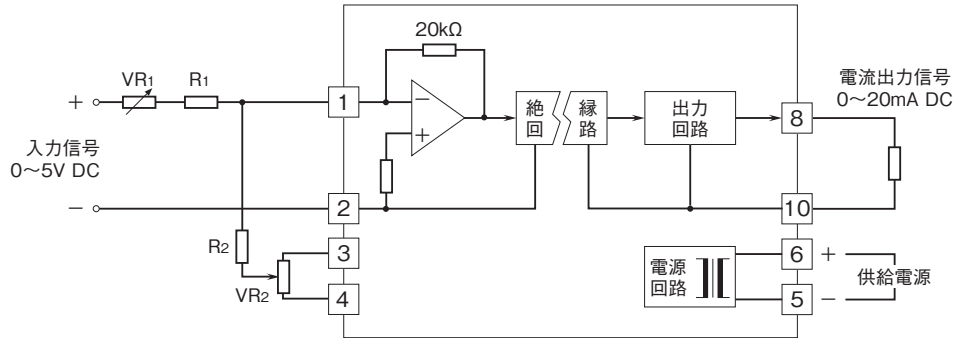 20kΩ
VR1
R1
+
1
−
+
絶
回
縁
路
出力
回路
8
電流出力信号
0〜20mA DC
入力信号
0〜5V DC
−
2
10
R2
3
VR2
4
電源
回路
6
+
5
−
供給電源